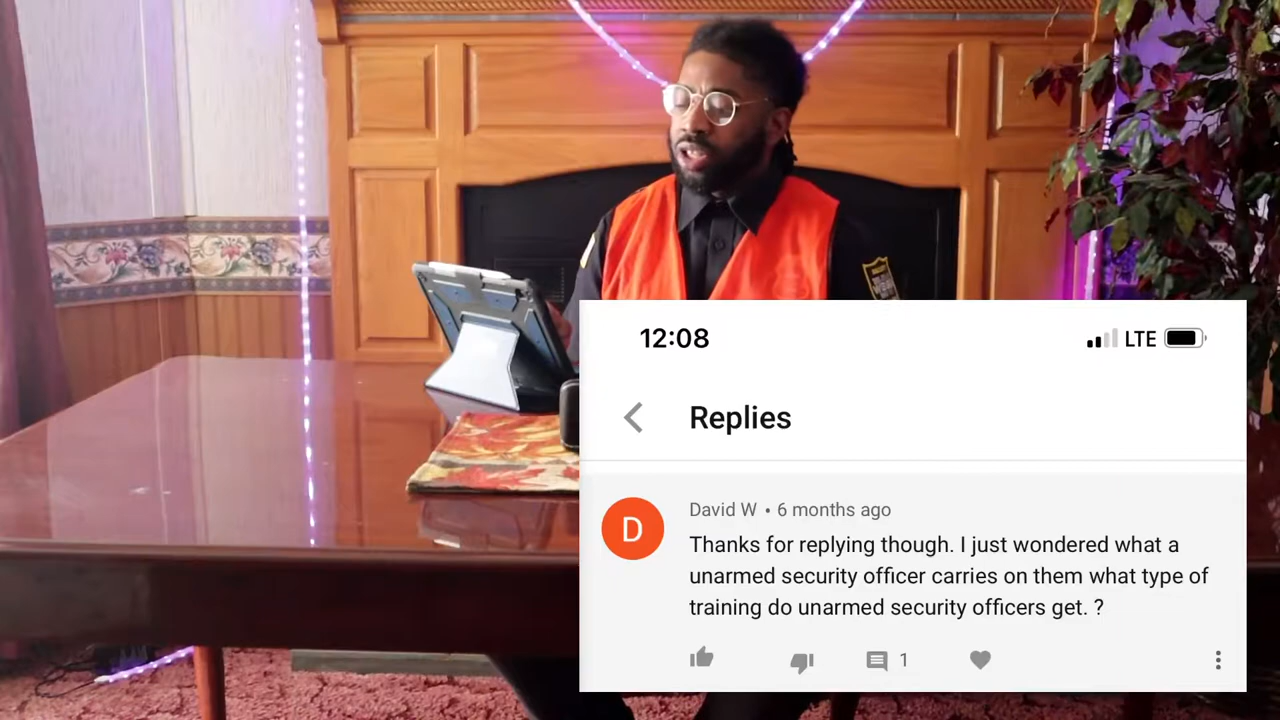 12:08
LTE
Replies
D
David W • 6 months ago
Thanks for replying though. I just wondered what a
unarmed security officer carries on them what type of
training do unarmed security officers get. ?
1